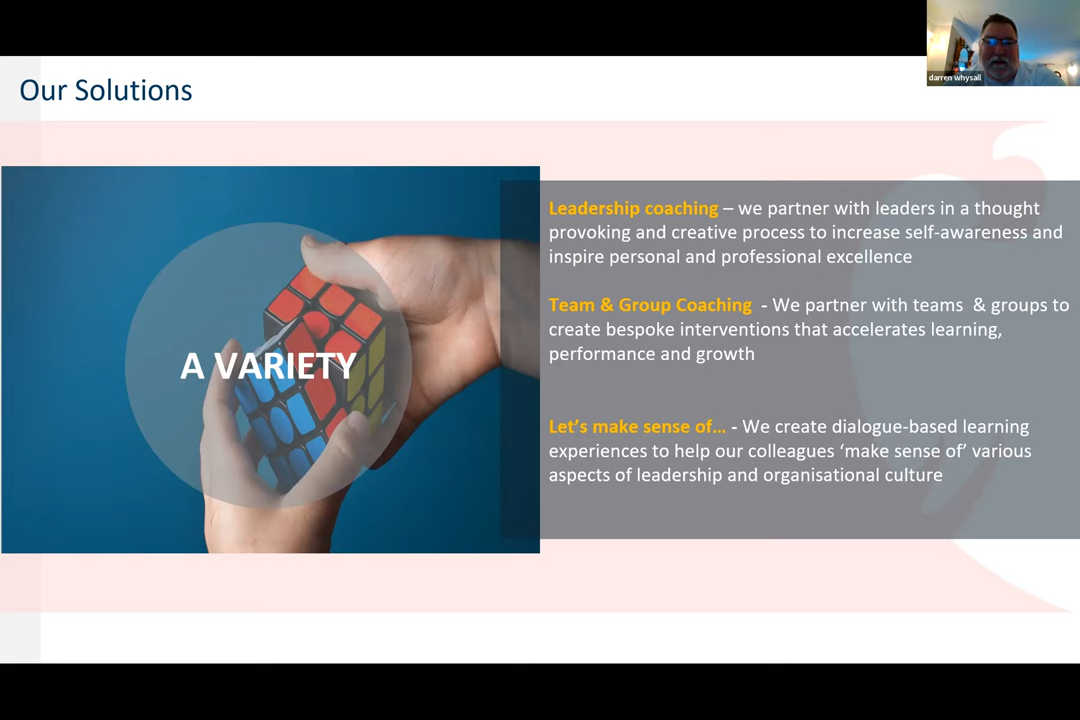 darren whysall
Our Solutions
A VARIETY
Leadership coaching – we partner with leaders in a thought
provoking and creative process to increase self-awareness and
inspire personal and professional excellence
Team & Group Coaching  - We partner with teams  & groups to
create bespoke interventions that accelerates learning,
performance and growth
Let’s make sense of… - We create dialogue-based learning
experiences to help our colleagues ‘make sense of’ various
aspects of leadership and organisational culture